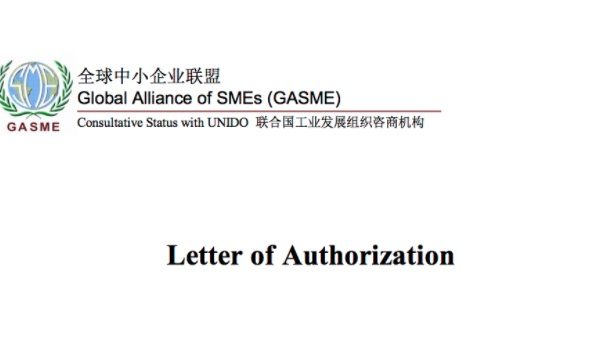 全球中小企业联盟
Global Alliance of SMEs (GASME)
GASME
Consultative Status with UNIDO 联合国工业发展组织咨商机构
Letter of Authorization